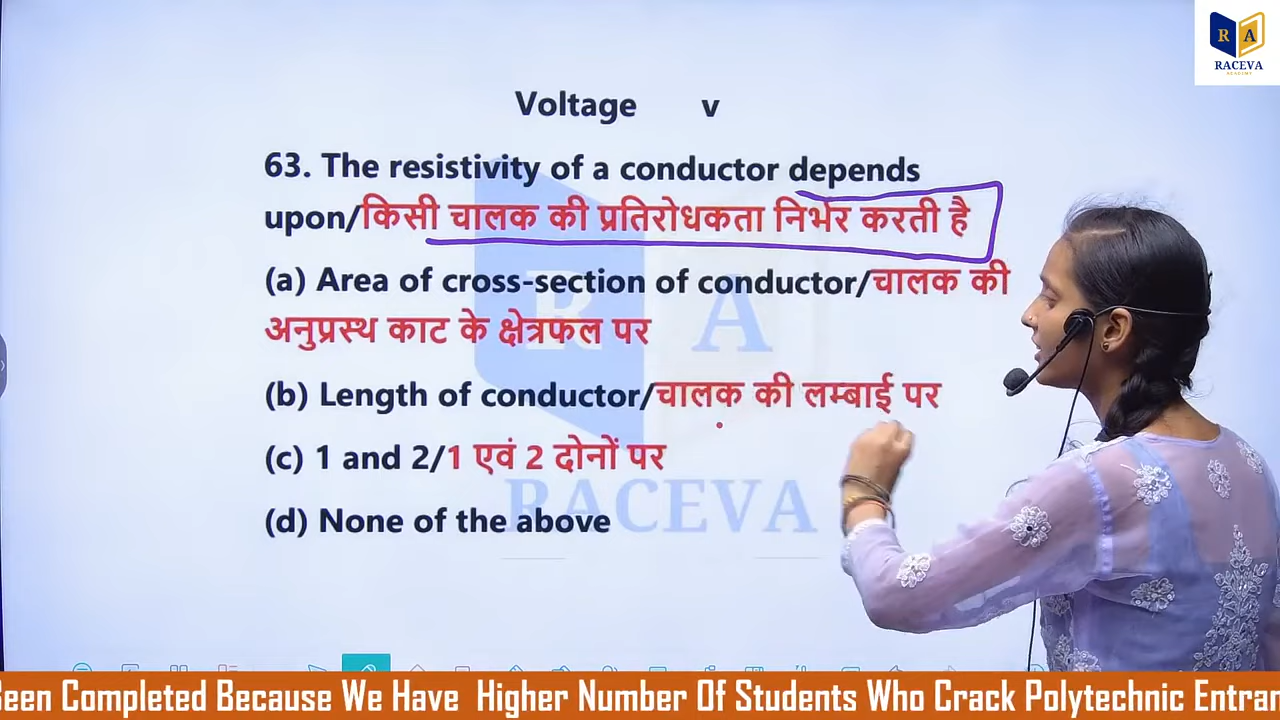 R A
RACEVA
ACADEMY
Voltage v
63. The resistivity of a conductor depends
upon/किसी चालक की प्रतिरोधकता निर्भर करती है
(a) Area of cross-section of conductor/चालक की
अनुप्रस्थ काट के क्षेत्रफल पर
R A
(b) Length of conductor/चालक की लम्बाई पर
(c) 1 and 2/1 एवं 2 दोनों पर
RACEVA
(d) None of the above
Been Completed Because We Have Higher Number Of Students Who Crack Polytechnic Entran